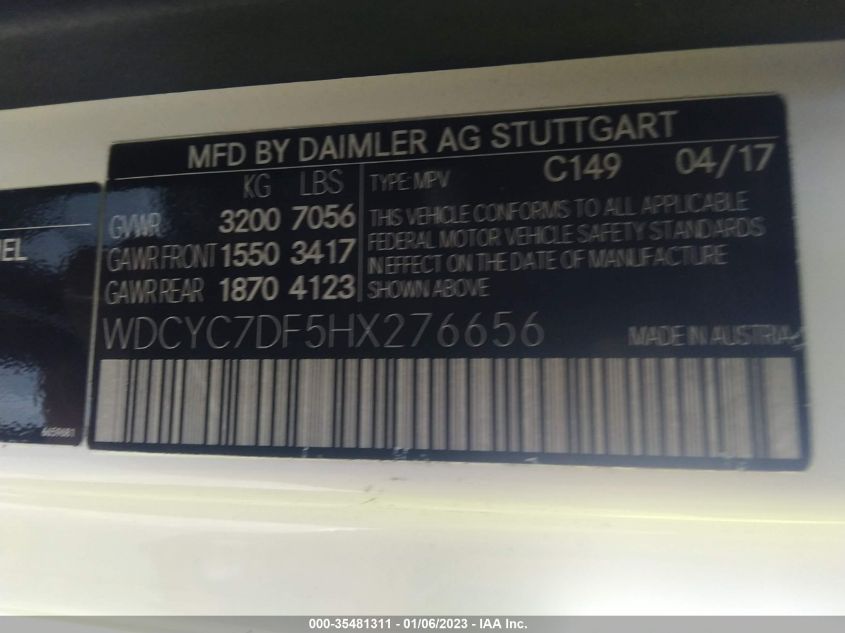 MFD BY DAIMLER AG STUTTGART
KG LBS TYPE: MPV C149 04/17
GVWR 3200 7056
GAWR FRONT 1550 3417
GAWR REAR 1870 4123
THIS VEHICLE CONFORMS TO ALL APPLICABLE
FEDERAL MOTOR VEHICLE SAFETY STANDARDS
IN EFFECT ON THE DATE OF MANUFACTURE
SHOWN ABOVE
WDCYC7DF5HX276656 MADE IN AUSTRIA
6659681
000-35481311 - 01/06/2023 - IAA Inc.